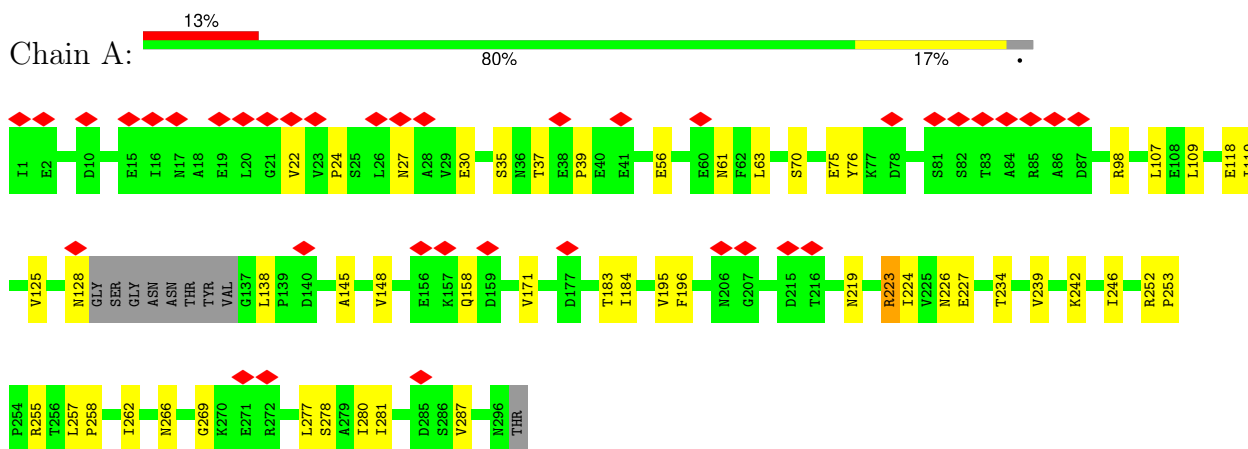 13%
Chain A:
80% 17% •
I1 E2 D10 E15 I16 N17 A18 E19 L20 G21 V22 V23 P24 S25 L26 N27 A28 V29 E30 S35 N36 T37 E38 P39 E40 E41 E56 E60 N61 F62 L63 S70 E75 Y76 K77 D78 S81 S82 T83 A84 R85 A86 D87 R98 L107 E108 L109 E118
V125 N128 GLY SER GLY ASN ASN THR TYR VAL G137 L138 P139 D140 A145 V148 E156 K157 Q158 D159 V171 D177 T183 I184 V195 F196 N206 G207 D215 T216 N219 R223 I224 V225 N226 E227 T234 V239 K242 I246 R252 P253
P254 R255 T256 L257 P258 I262 N266 G269 K270 E271 R272 L277 S278 A279 I280 I281 D285 S286 V287 N296 THR